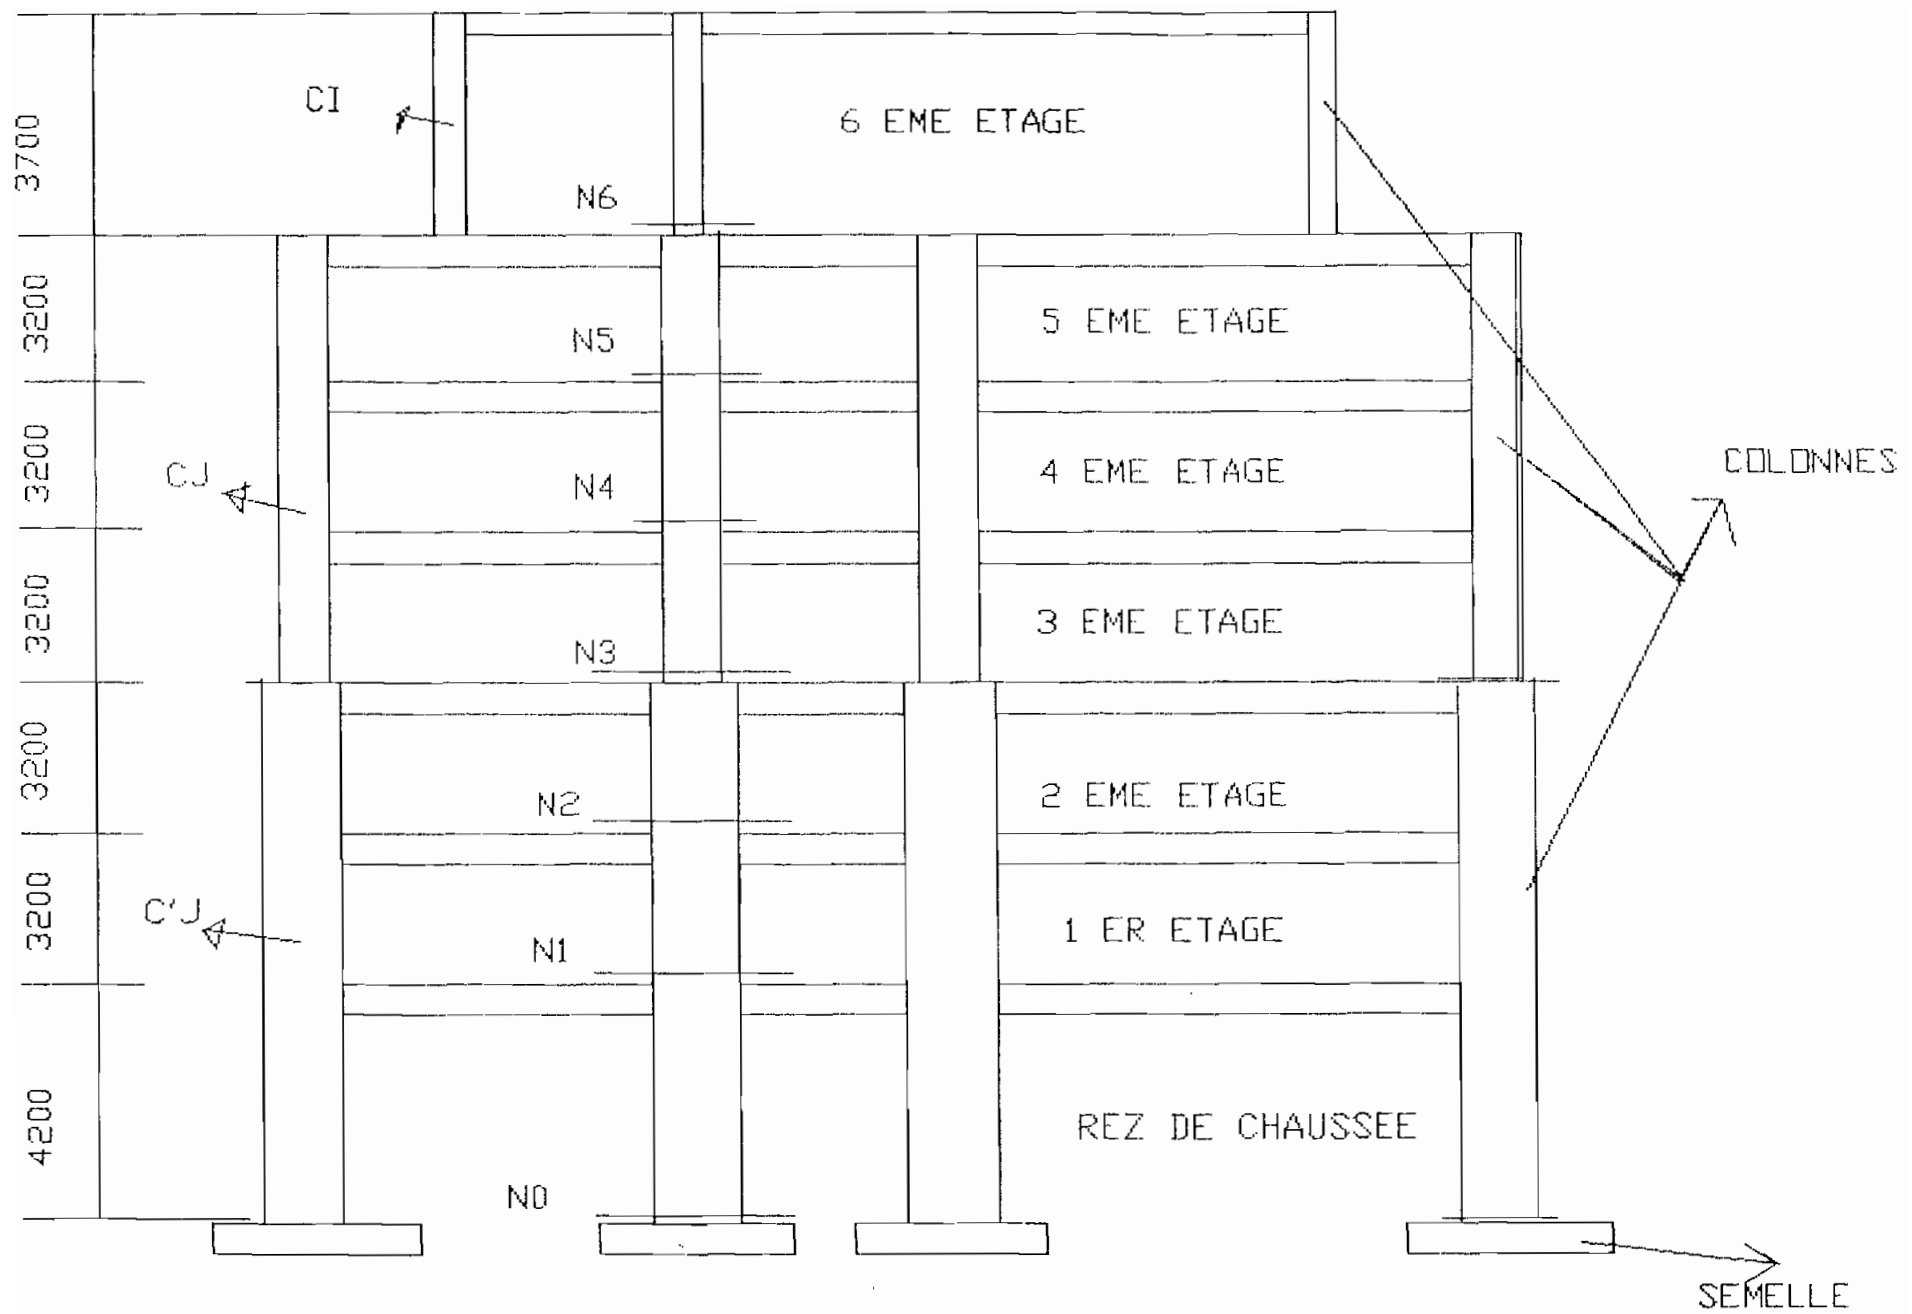 3700
CI
6 EME ETAGE
N6
3200
5 EME ETAGE
N5
3200
CJ
N4
4 EME ETAGE
COLONNES
3200
3 EME ETAGE
N3
3200
N2
2 EME ETAGE
3200
C'J
1 ER ETAGE
N1
4200
REZ DE CHAUSSEE
N0
SEMELLE